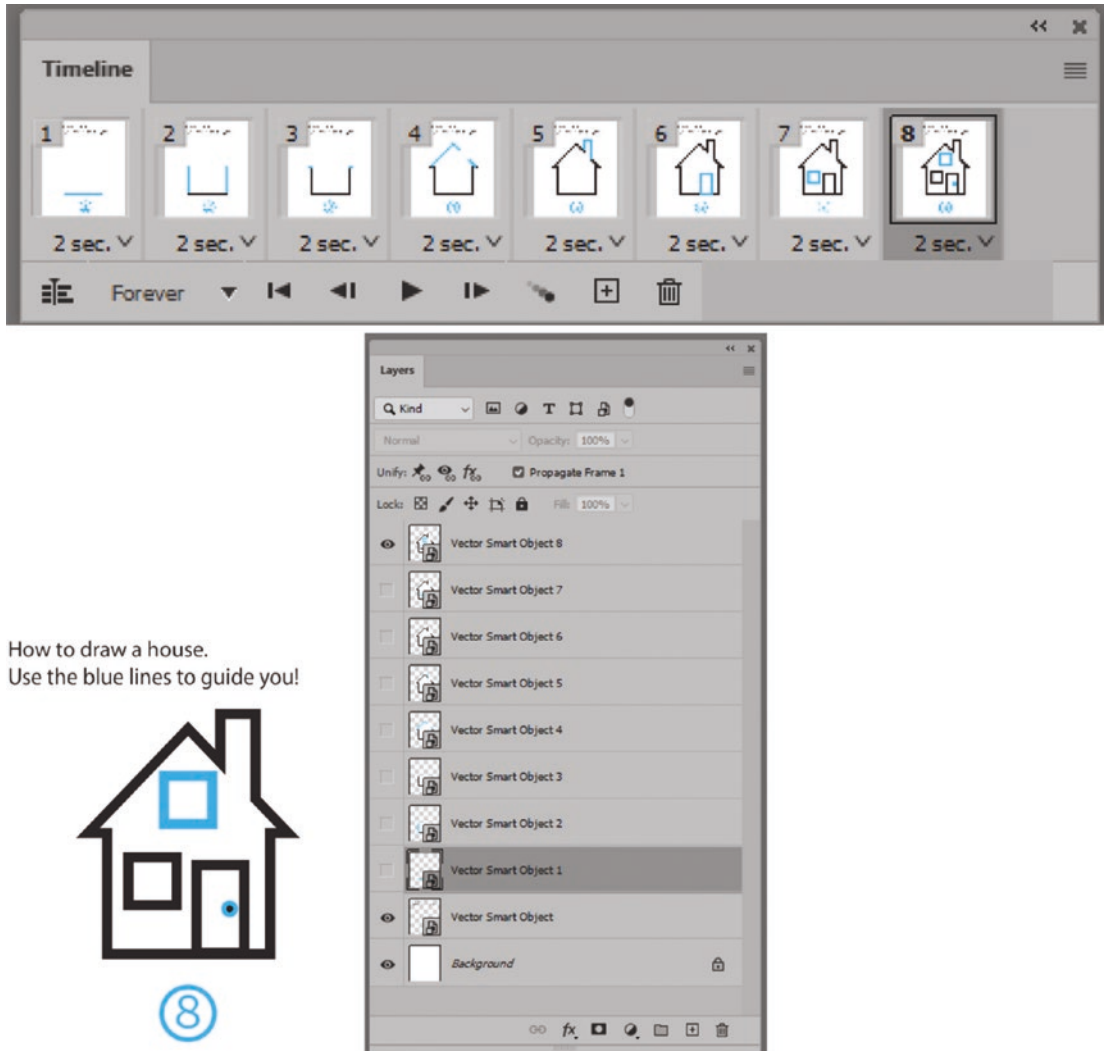 Timeline
1 2 3 4 5 6 7 8
2 sec. 2 sec. 2 sec. 2 sec. 2 sec. 2 sec. 2 sec. 2 sec.
Forever
Layers
Kind
Normal Opacity: 100%
Unify: Propagate Frame 1
Lock: Fill: 100%
Vector Smart Object 8
Vector Smart Object 7
Vector Smart Object 6
Vector Smart Object 5
Vector Smart Object 4
Vector Smart Object 3
Vector Smart Object 2
Vector Smart Object 1
Vector Smart Object
Background
fx
How to draw a house.
Use the blue lines to guide you!
8